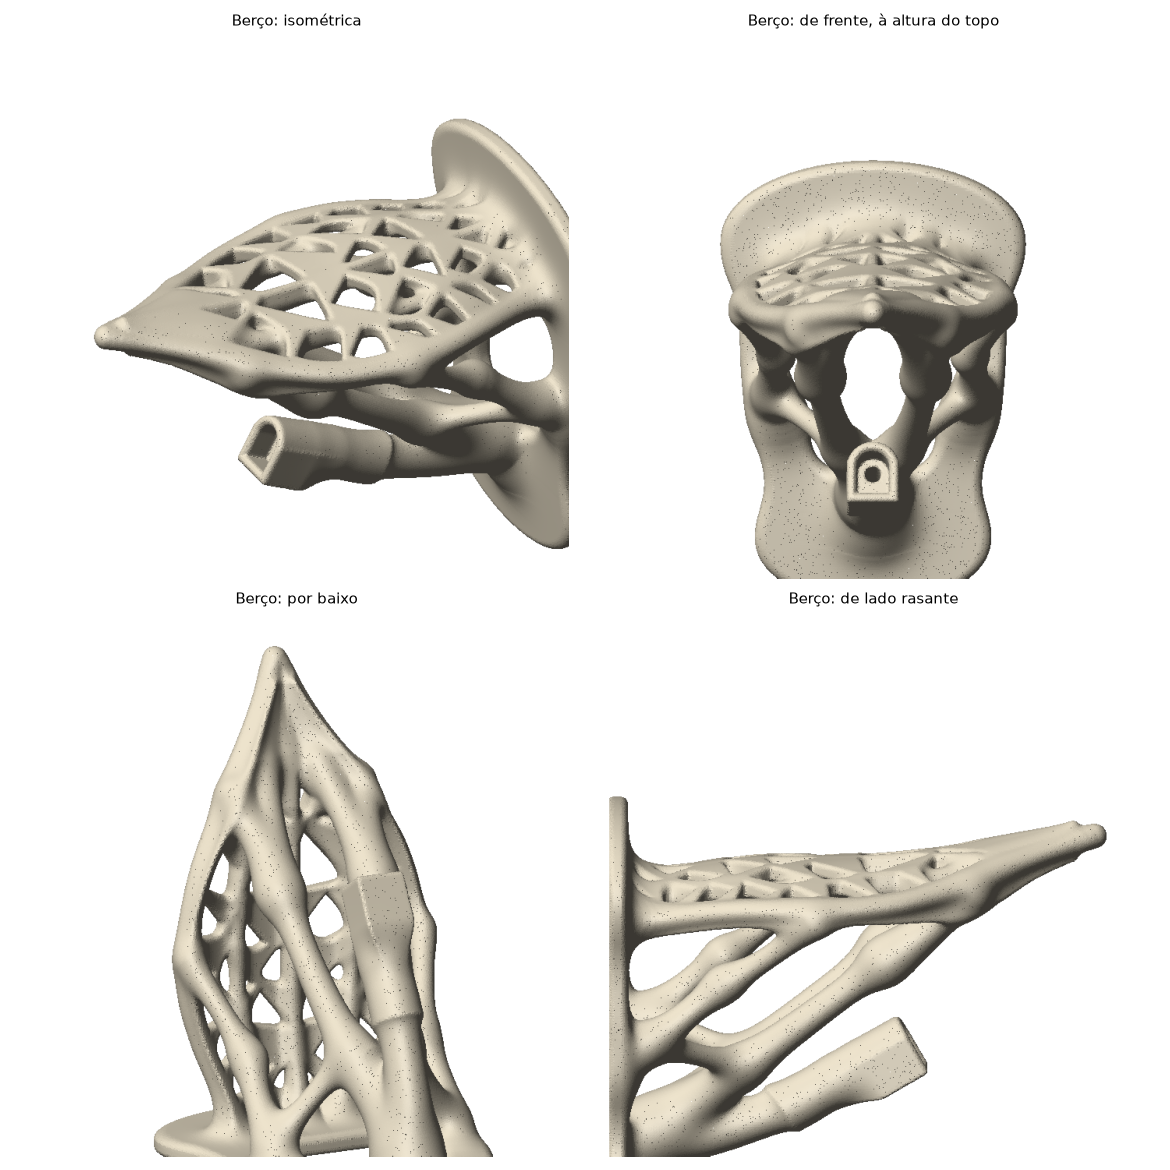 Berço: isométrica
Berço: de frente, à altura do topo
Berço: por baixo
Berço: de lado rasante